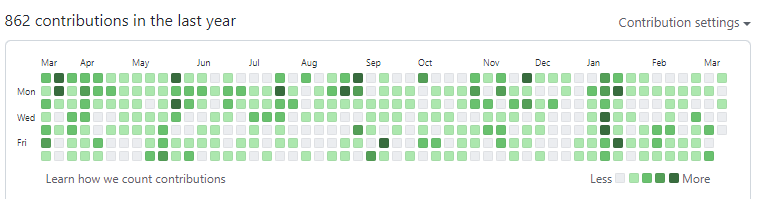 862 contributions in the last year
Contribution settings
Mar Apr May Jun Jul Aug Sep Oct Nov Dec Jan Feb Mar
Mon
Wed
Fri
Learn how we count contributions
Less More